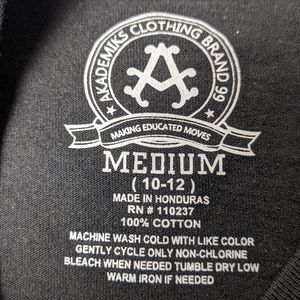 AKADEMIKS CLOTHING BRAND 99
A
MAKING EDUCATED MOVES
MEDIUM
( 10-12 )
MADE IN HONDURAS
RN # 110237
100% COTTON
MACHINE WASH COLD WITH LIKE COLOR
GENTLY CYCLE ONLY NON-CHLORINE
BLEACH WHEN NEEDED TUMBLE DRY LOW
WARM IRON IF NEEDED